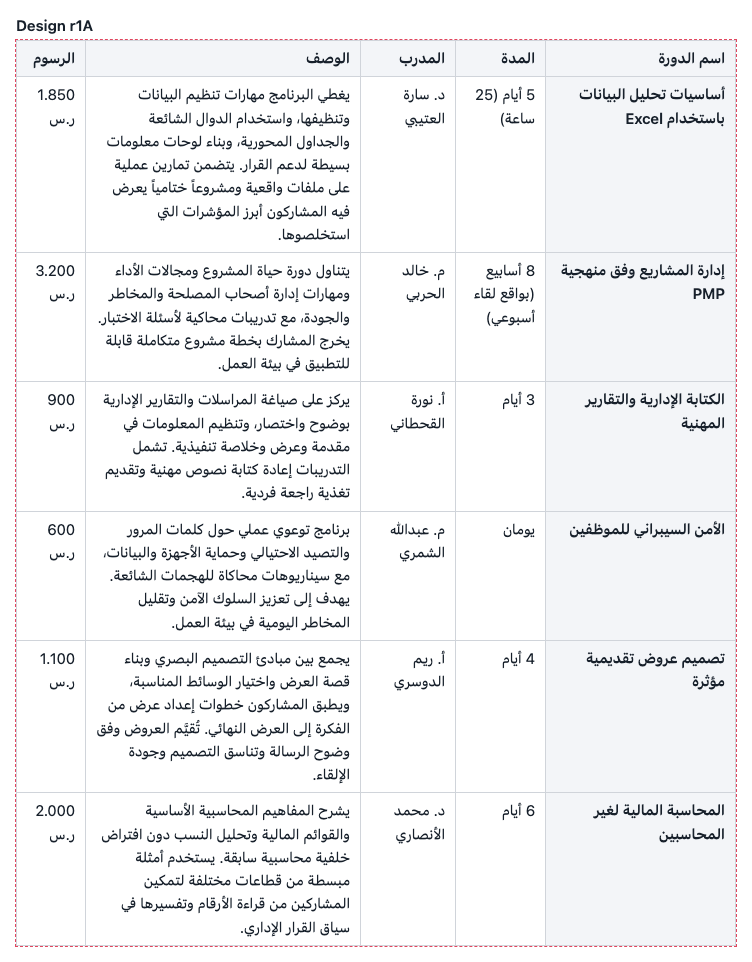 Design r1A
اسم الدورة
المدة
المدرب
الوصف
الرسوم
أساسيات تحليل البيانات
باستخدام Excel
5 أيام (25
ساعة)
د. سارة
العتيبي
يغطي البرنامج مهارات تنظيم البيانات
وتنظيفها، واستخدام الدوال الشائعة
والجداول المحورية، وبناء لوحات معلومات
بسيطة لدعم القرار. يتضمن تمارين عملية
على ملفات واقعية ومشروعاً ختامياً يعرض
فيه المشاركون أبرز المؤشرات التي
استخلصوها.
1.850
ر.س
إدارة المشاريع وفق منهجية
PMP
8 أسابيع
(بواقع لقاء
أسبوعي)
م. خالد
الحربي
يتناول دورة حياة المشروع ومجالات الأداء
ومهارات إدارة أصحاب المصلحة والمخاطر
والجودة، مع تدريبات محاكية لأسئلة الاختبار.
يخرج المشارك بخطة مشروع متكاملة قابلة
للتطبيق في بيئة العمل.
3.200
ر.س
الكتابة الإدارية والتقارير
المهنية
3 أيام
أ. نورة
القحطاني
يركز على صياغة المراسلات والتقارير الإدارية
بوضوح واختصار، وتنظيم المعلومات في
مقدمة وعرض وخلاصة تنفيذية. تشمل
التدريبات إعادة كتابة نصوص مهنية وتقديم
تغذية راجعة فردية.
900
ر.س
الأمن السيبراني للموظفين
يومان
م. عبدالله
الشمري
برنامج توعوي عملي حول كلمات المرور
والتصيد الاحتيالي وحماية الأجهزة والبيانات،
مع سيناريوهات محاكاة للهجمات الشائعة.
يهدف إلى تعزيز السلوك الآمن وتقليل
المخاطر اليومية في بيئة العمل.
600
ر.س
تصميم عروض تقديمية
مؤثرة
4 أيام
أ. ريم
الدوسري
يجمع بين مبادئ التصميم البصري وبناء
قصة العرض واختيار الوسائط المناسبة،
ويطبق المشاركون خطوات إعداد عرض من
الفكرة إلى العرض النهائي. تُقيَّم العروض وفق
وضوح الرسالة وتناسق التصميم وجودة
الإلقاء.
1.100
ر.س
المحاسبة المالية لغير
المحاسبين
6 أيام
د. محمد
الأنصاري
يشرح المفاهيم المحاسبية الأساسية
والقوائم المالية وتحليل النسب دون افتراض
خلفية محاسبية سابقة. يستخدم أمثلة
مبسطة من قطاعات مختلفة لتمكين
المشاركين من قراءة الأرقام وتفسيرها في
سياق القرار الإداري.
2.000
ر.س